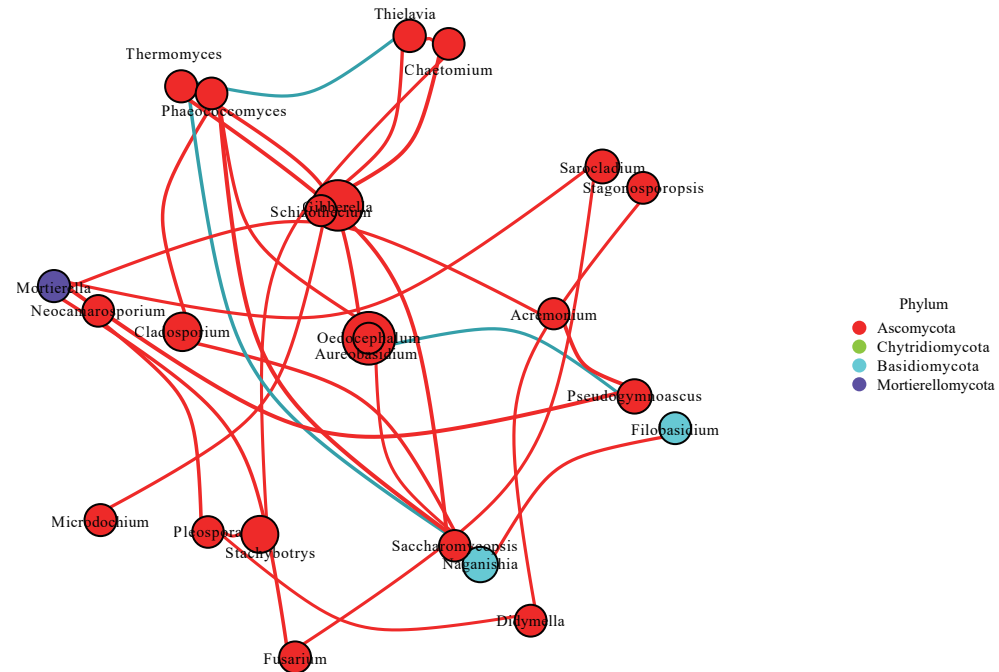 Thielavia
Thermomyces
Chaetomium
Phaeococcomyces
Sarocladium
Stagonosporopsis
Gibberella
Schizothecium
Mortierella
Neocamarosporium
Acremonium
Cladosporium
Oedocephalum
Aureobasidium
Pseudogymnoascus
Filobasidium
Microdochium
Pleospora
Stachybotrys
Saccharomycopsis
Naganishia
Didymella
Fusarium
Phylum
Ascomycota
Chytridiomycota
Basidiomycota
Mortierellomycota